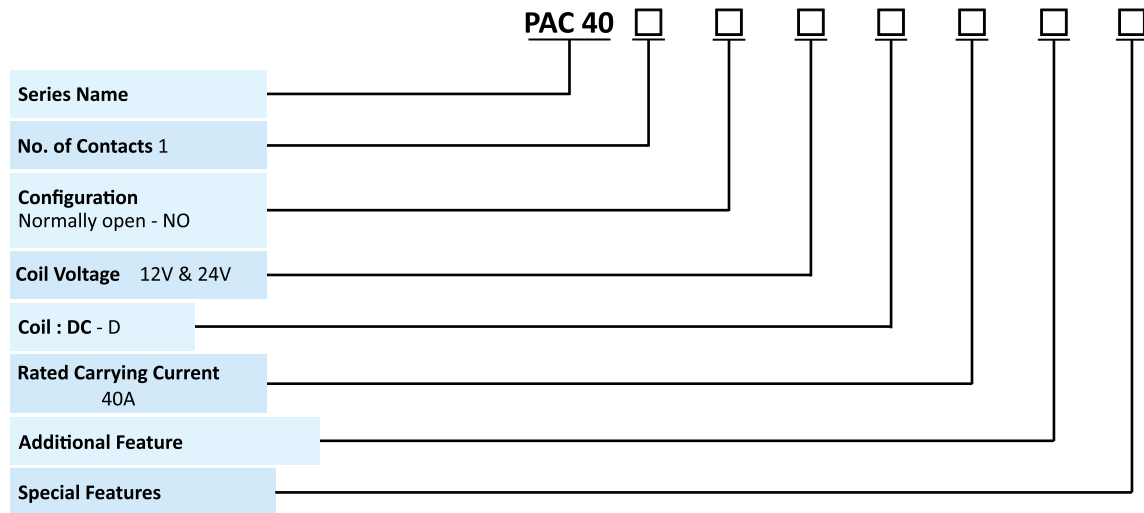 PAC 40
Series Name
No. of Contacts 1
Configuration
Normally open - NO
Coil Voltage 12V & 24V
Coil : DC - D
Rated Carrying Current
40A
Additional Feature
Special Features